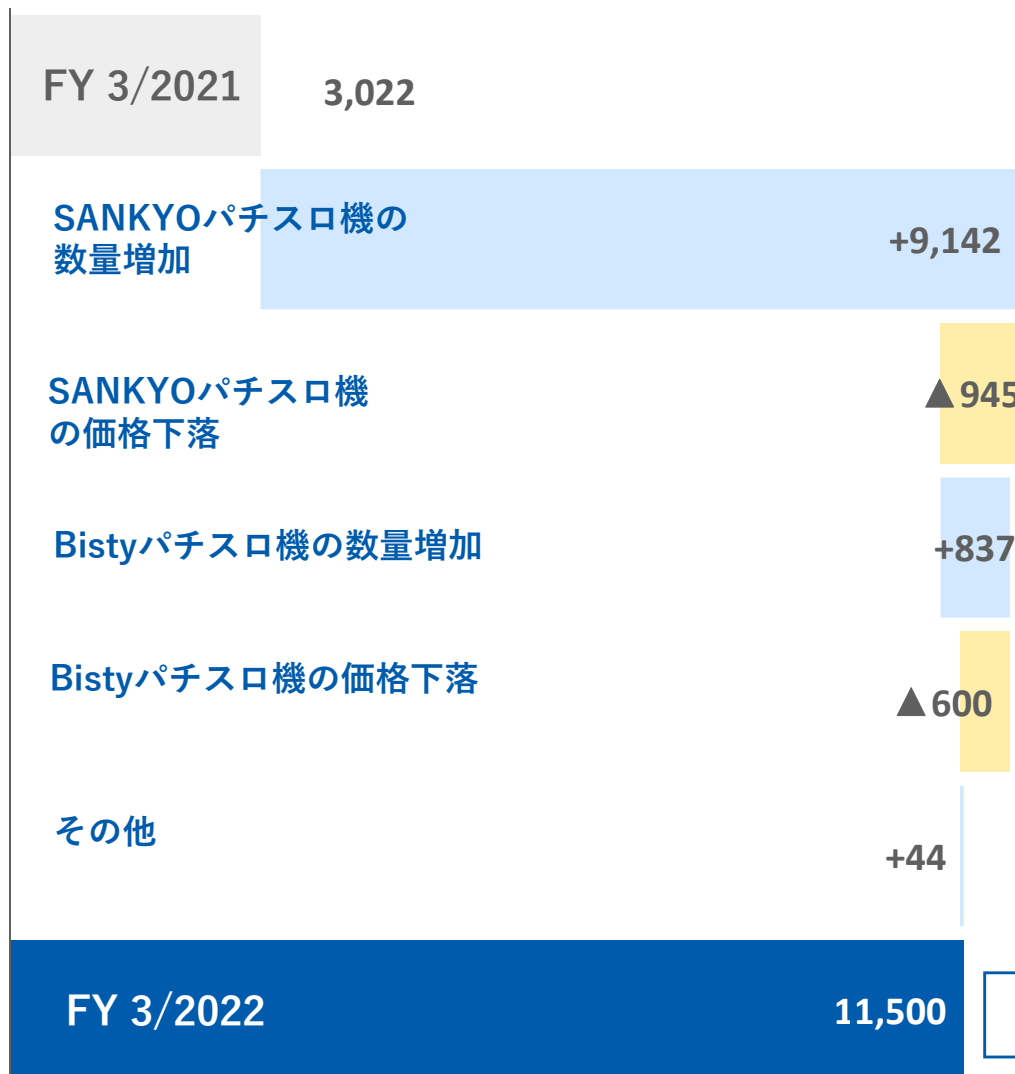 FY 3/2021 3,022
SANKYOパチスロ機の
数量増加
+9,142
SANKYOパチスロ機
の価格下落
▲945
Bistyパチスロ機の数量増加 +837
Bistyパチスロ機の価格下落
▲600
その他
+44
FY 3/2022 11,500